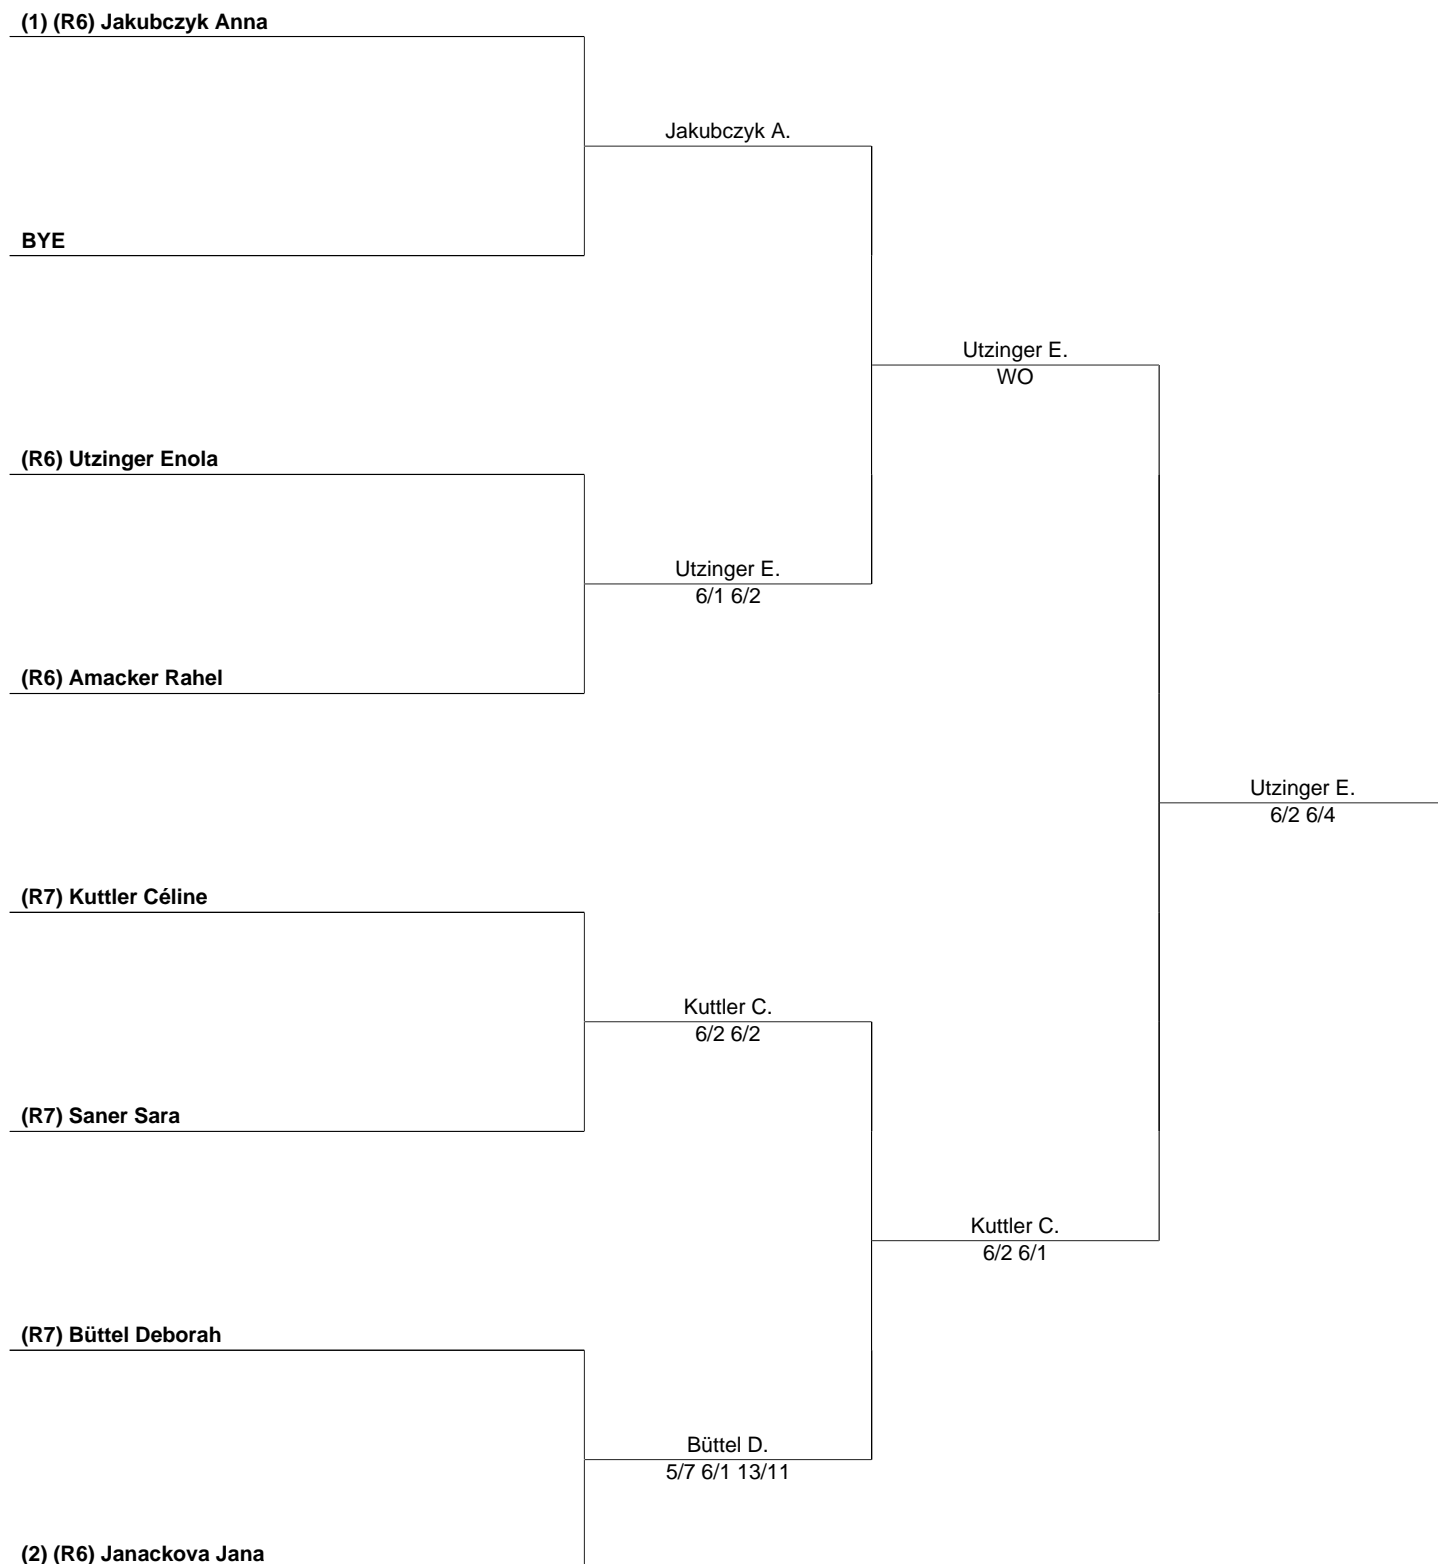 (1) (R6) Jakubczyk Anna
Jakubczyk A.
BYE
Utzinger E.
WO
(R6) Utzinger Enola
Utzinger E.
6/1 6/2
(R6) Amacker Rahel
Utzinger E.
6/2 6/4
(R7) Kuttler Céline
Kuttler C.
6/2 6/2
(R7) Saner Sara
Kuttler C.
6/2 6/1
(R7) Büttel Deborah
Büttel D.
5/7 6/1 13/11
(2) (R6) Janackova Jana